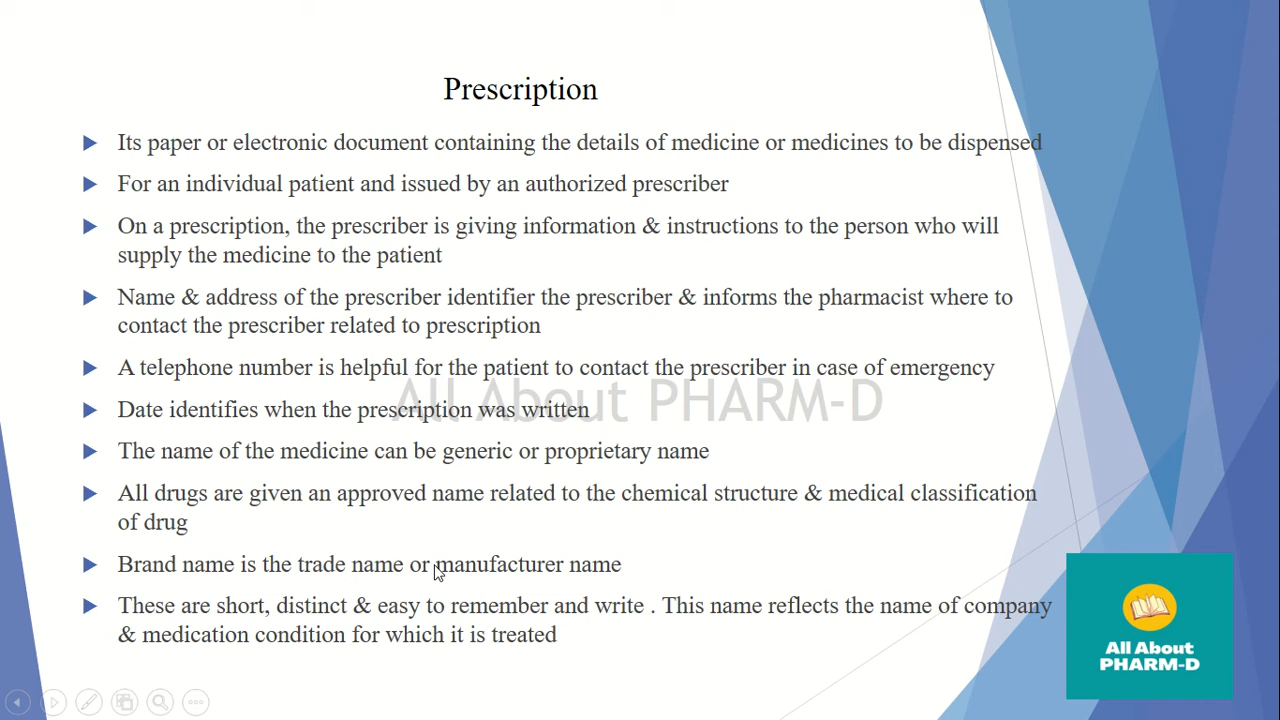 Prescription
Its paper or electronic document containing the details of medicine or medicines to be dispensed
For an individual patient and issued by an authorized prescriber
On a prescription, the prescriber is giving information & instructions to the person who will
supply the medicine to the patient
Name & address of the prescriber identifier the prescriber & informs the pharmacist where to
contact the prescriber related to prescription
A telephone number is helpful for the patient to contact the prescriber in case of emergency
All About PHARM-D
Date identifies when the prescription was written
The name of the medicine can be generic or proprietary name
All drugs are given an approved name related to the chemical structure & medical classification
of drug
Brand name is the trade name or manufacturer name
These are short, distinct & easy to remember and write . This name reflects the name of company
& medication condition for which it is treated
All About
PHARM-D